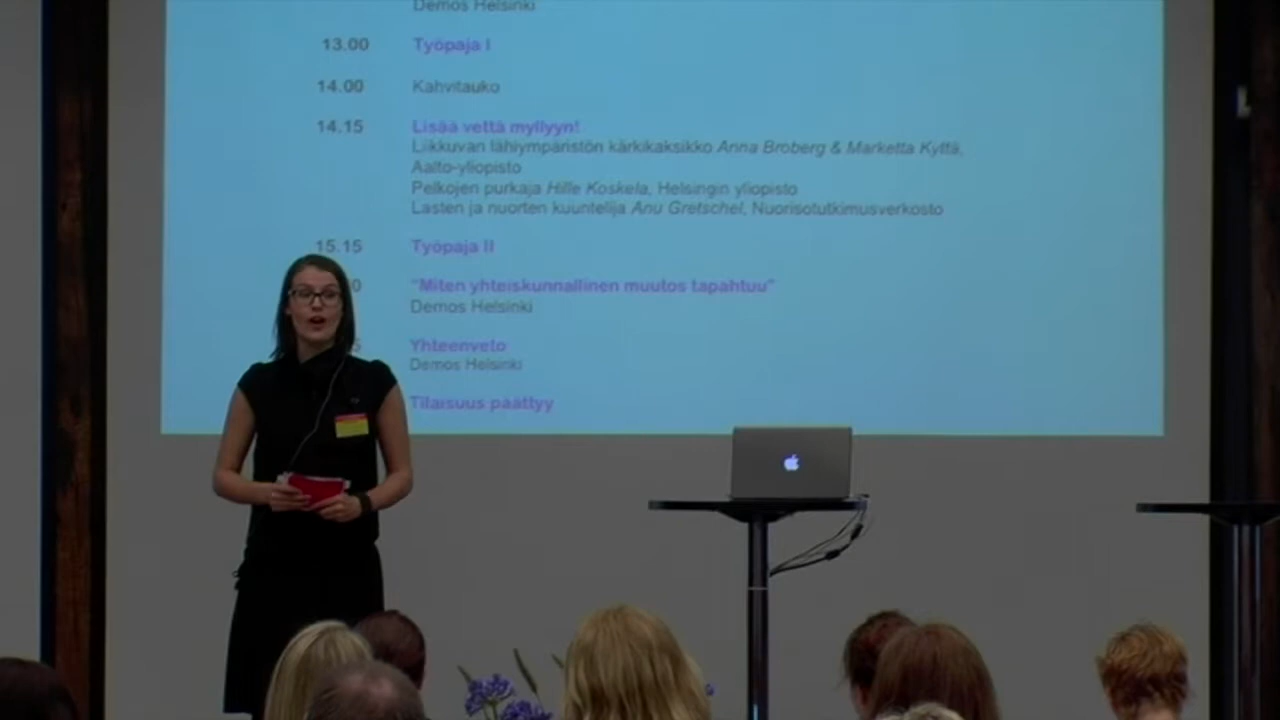 Demos Helsinki
13.00 Työpaja I
14.00 Kahvitauko
14.15 Lisää vettä myllyyn!
Liikkuvan lähiympäristön kärkikaksikko Anna Broberg & Marketta Kyttä,
Aalto-yliopisto
Pelkojen purkaja Hille Koskela, Helsingin yliopisto
Lasten ja nuorten kuuntelija Anu Gretschel, Nuorisotutkimusverkosto
15.15 Työpaja II
0 "Miten yhteiskunnallinen muutos tapahtuu"
Demos Helsinki
5 Yhteenveto
Demos Helsinki
Tilaisuus päättyy